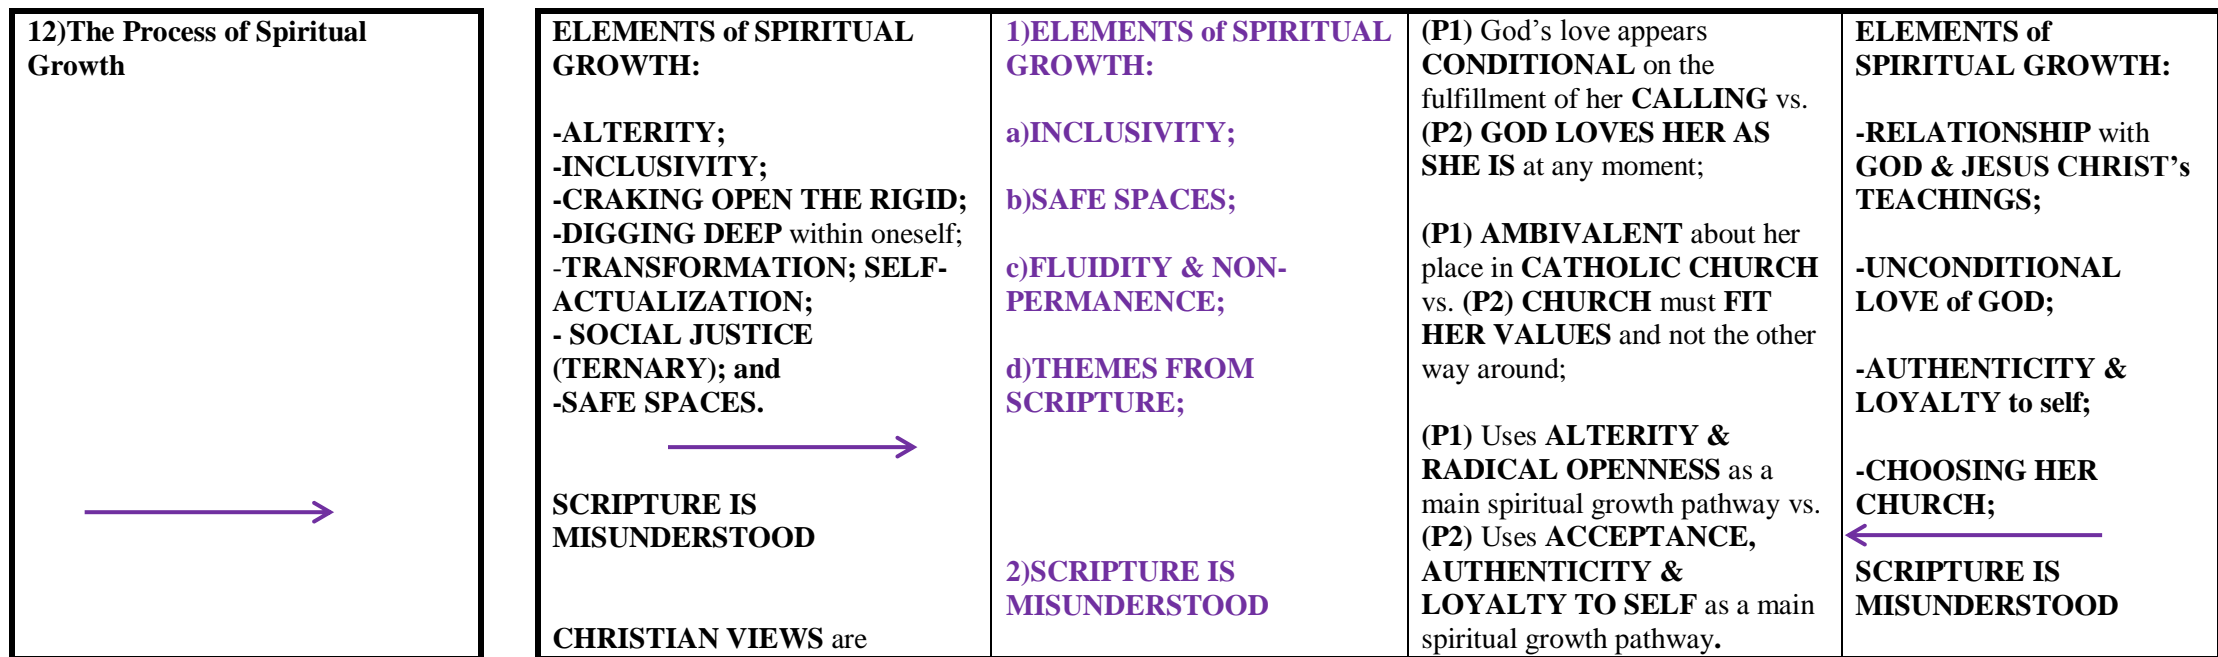 12)The Process of Spiritual
Growth
ELEMENTS of SPIRITUAL
GROWTH:
-ALTERITY;
-INCLUSIVITY;
-CRAKING OPEN THE RIGID;
-DIGGING DEEP within oneself;
-TRANSFORMATION; SELF-
ACTUALIZATION;
- SOCIAL JUSTICE
(TERNARY); and
-SAFE SPACES.
SCRIPTURE IS
MISUNDERSTOOD
CHRISTIAN VIEWS are
1)ELEMENTS of SPIRITUAL
GROWTH:
a)INCLUSIVITY;
b)SAFE SPACES;
c)FLUIDITY & NON-
PERMANENCE;
d)THEMES FROM
SCRIPTURE;
2)SCRIPTURE IS
MISUNDERSTOOD
(P1) God’s love appears
CONDITIONAL on the
fulfillment of her CALLING vs.
(P2) GOD LOVES HER AS
SHE IS at any moment;
(P1) AMBIVALENT about her
place in CATHOLIC CHURCH
vs. (P2) CHURCH must FIT
HER VALUES and not the other
way around;
(P1) Uses ALTERITY &
RADICAL OPENNESS as a
main spiritual growth pathway vs.
(P2) Uses ACCEPTANCE,
AUTHENTICITY &
LOYALTY TO SELF as a main
spiritual growth pathway.
ELEMENTS of
SPIRITUAL GROWTH:
-RELATIONSHIP with
GOD & JESUS CHRIST’s
TEACHINGS;
-UNCONDITIONAL
LOVE of GOD;
-AUTHENTICITY &
LOYALTY to self;
-CHOOSING HER
CHURCH;
SCRIPTURE IS
MISUNDERSTOOD